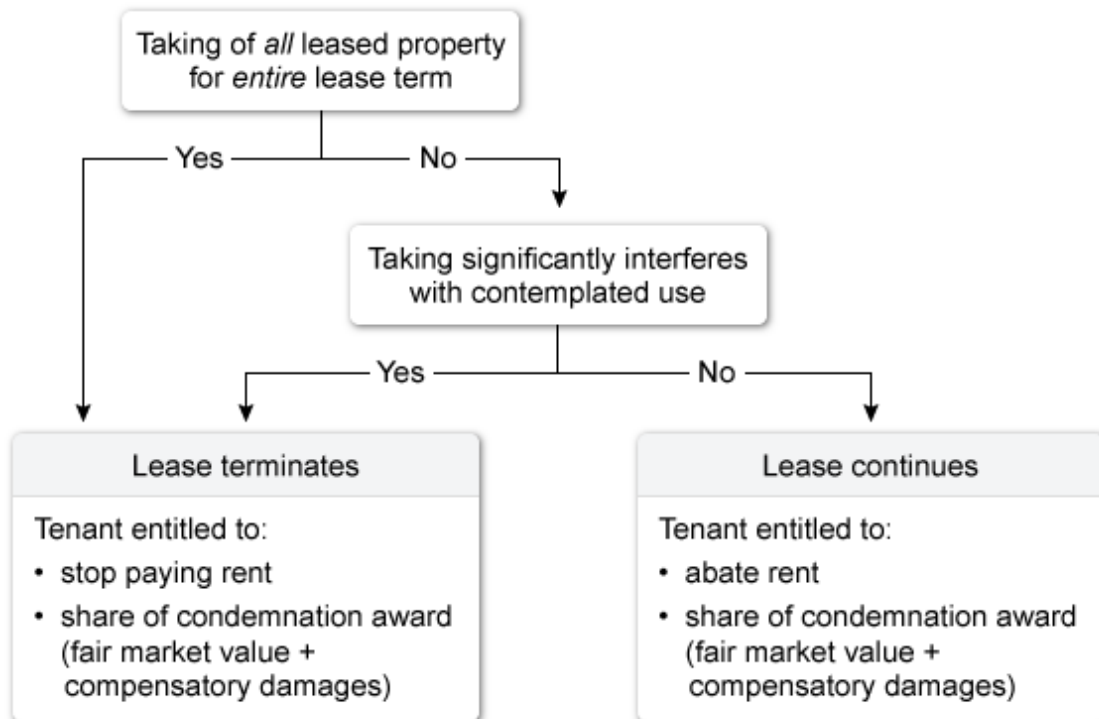 Taking of all leased property
for entire lease term
Yes
No
Taking significantly interferes
with contemplated use
Yes
No
Lease terminates
Tenant entitled to:
• stop paying rent
• share of condemnation award
(fair market value +
compensatory damages)
Lease continues
Tenant entitled to:
• abate rent
• share of condemnation award
(fair market value +
compensatory damages)